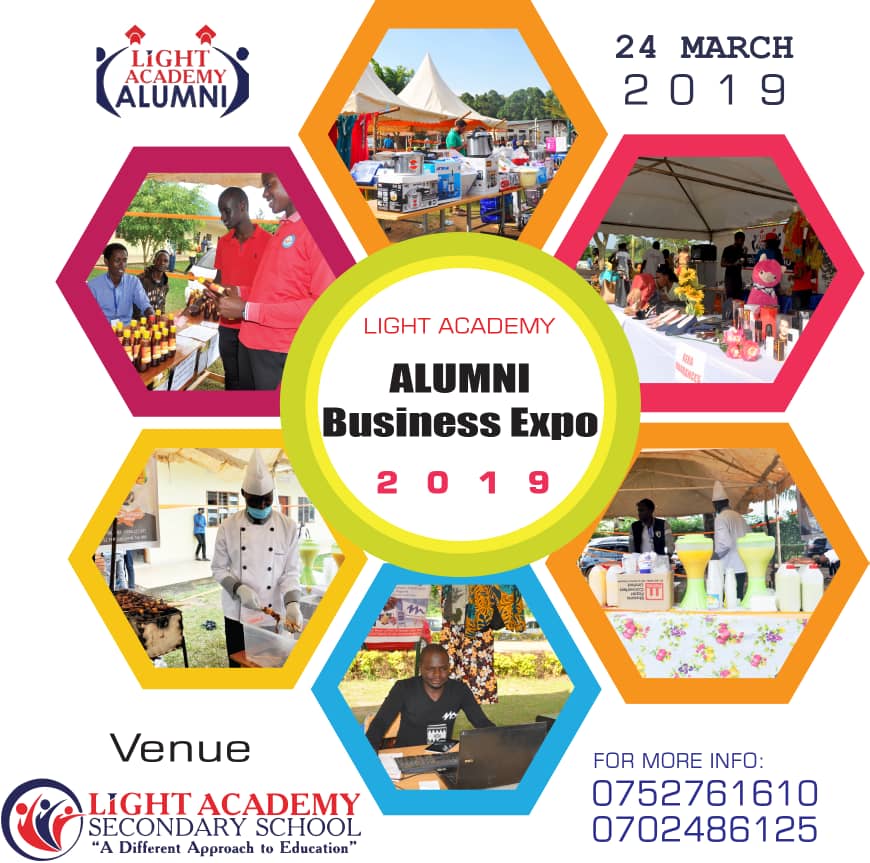 LiGHT
ACADEMY
ALUMNI
24 MARCH
2019
LIGHT ACADEMY
ALUMNI
Business Expo
2019
Venue
LiGHT ACADEMY
SECONDARY SCHOOL
“A Different Approach to Education”
FOR MORE INFO:
0752761610
0702486125